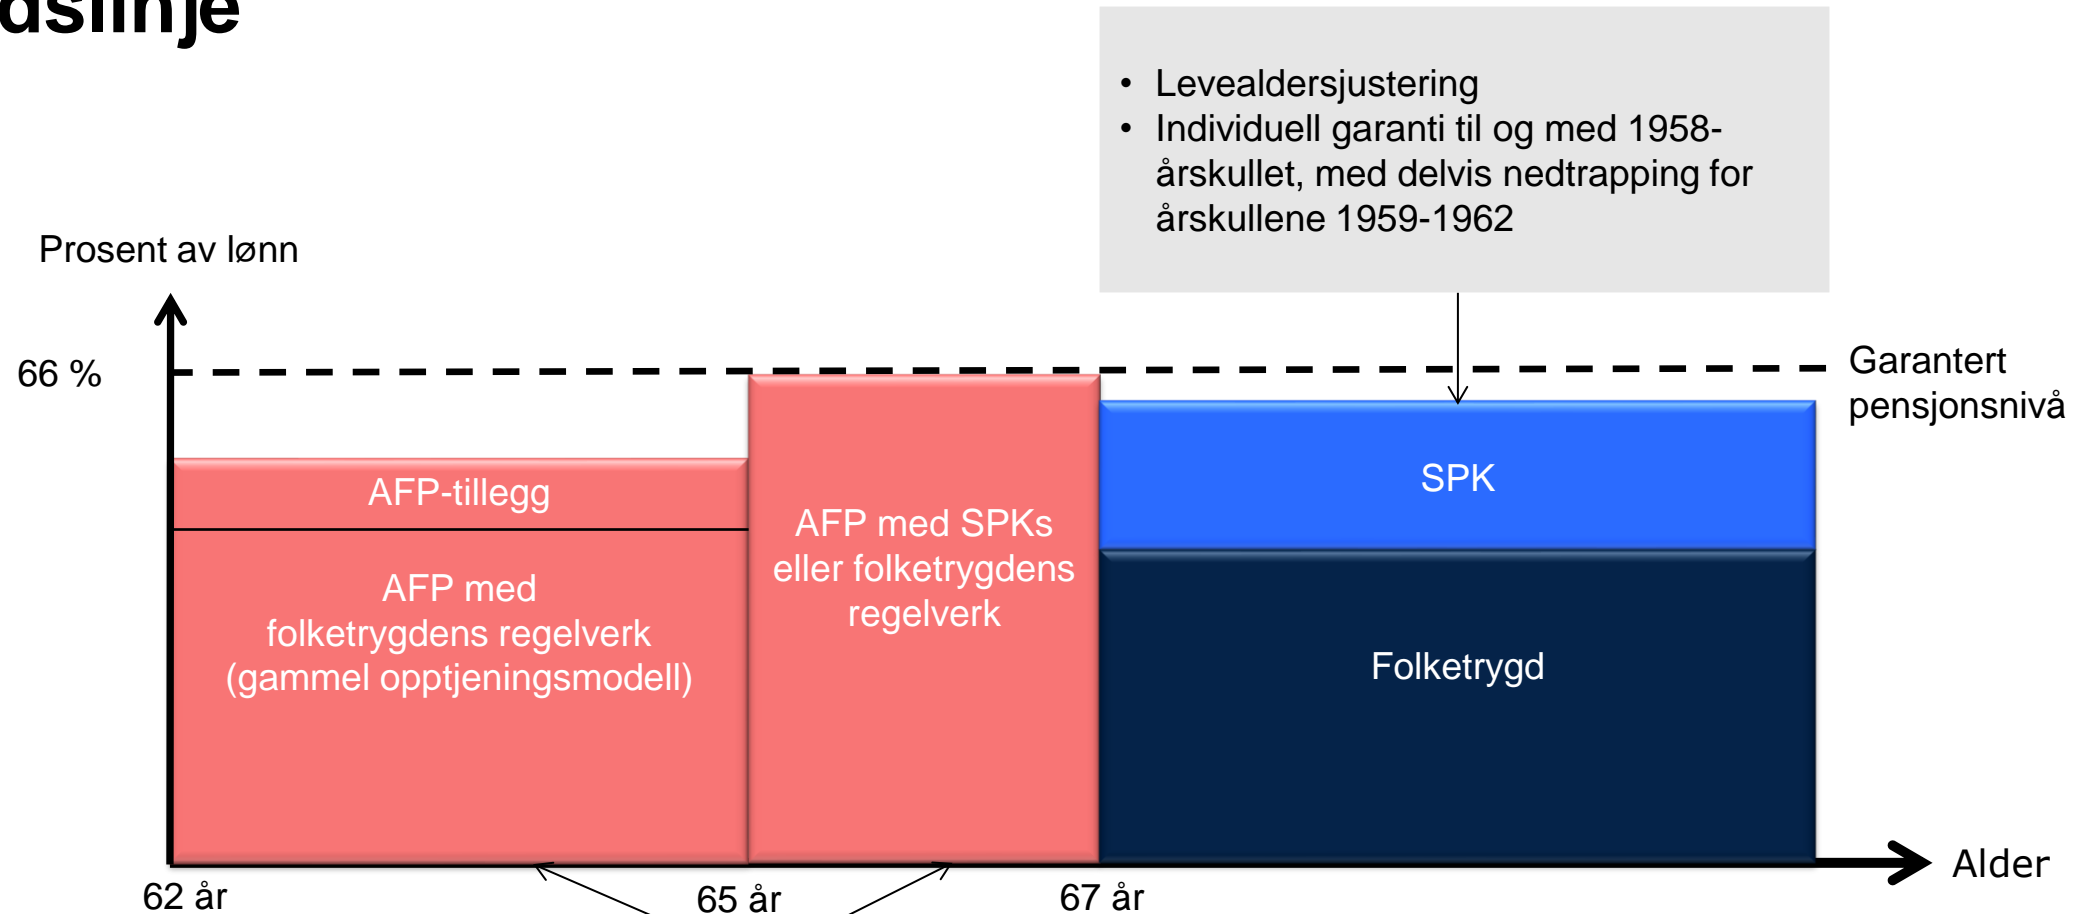 dslinje
• Levealdersjustering
• Individuell garanti til og med 1958-
årskullet, med delvis nedtrapping for
årskullene 1959-1962
Prosent av lønn
66 %
Garantert
pensjonsnivå
AFP-tillegg
AFP med
folketrygdens regelverk
(gammel opptjeningsmodell)
AFP med SPKs
eller folketrygdens
regelverk
SPK
Folketrygd
Alder
62 år
65 år
67 år